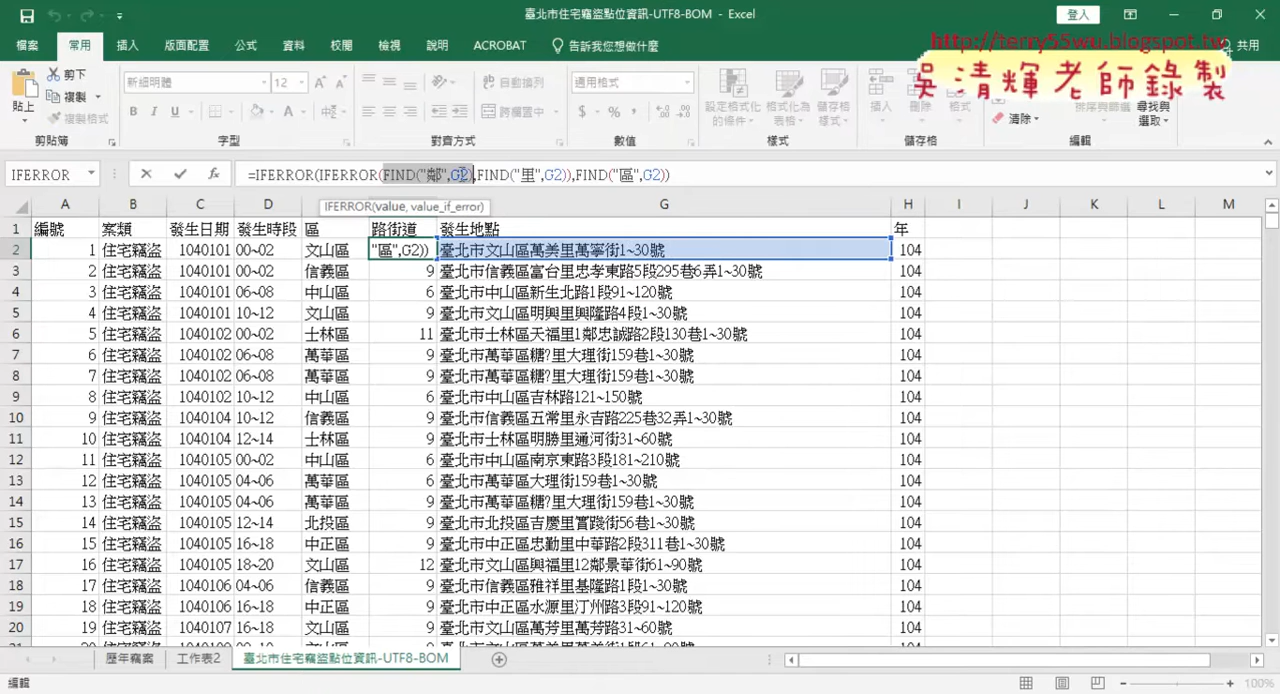 臺北市住宅竊盜點位資訊-UTF8-BOM - Excel
登入
檔案 常用 插入 版面配置 公式 資料 校閱 檢視 說明 ACROBAT 告訴我您想做什麼 共用
http://terry55wu.blogspot.tw
吳清輝老師錄製
貼上 剪下 複製 複製格式
新細明體 12
B I U
自動換列 跨欄置中
通用格式
$ % ,
設定格式化的條件 格式化為表格 儲存格樣式
插入 刪除 格式
清除 排序與篩選 尋找與選取
剪貼簿 字型 對齊方式 數值 樣式 儲存格 編輯
IFERROR =IFERROR(IFERROR(FIND("鄰",G2),FIND("里",G2)),FIND("區",G2))
IFERROR(value, value_if_error)
A B C D G H I J K L M
1 編號 案類 發生日期 發生時段 區 路街道 發生地點 年
2 1 住宅竊盜 1040101 00~02 文山區 "區",G2)) 臺北市文山區萬美里萬寧街1~30號 104
3 2 住宅竊盜 1040101 00~02 信義區 9 臺北市信義區富台里忠孝東路5段295巷6弄1~30號 104
4 3 住宅竊盜 1040101 06~08 中山區 6 臺北市中山區新生北路1段91~120號 104
5 4 住宅竊盜 1040101 10~12 文山區 9 臺北市文山區明興里興隆路4段1~30號 104
6 5 住宅竊盜 1040102 00~02 士林區 11 臺北市士林區天福里1鄰忠誠路2段130巷1~30號 104
7 6 住宅竊盜 1040102 06~08 萬華區 9 臺北市萬華區糖?里大理街159巷1~30號 104
8 7 住宅竊盜 1040102 06~08 萬華區 9 臺北市萬華區糖?里大理街159巷1~30號 104
9 8 住宅竊盜 1040102 10~12 中山區 6 臺北市中山區吉林路121~150號 104
10 9 住宅竊盜 1040104 10~12 信義區 9 臺北市信義區五常里永吉路225巷32弄1~30號 104
11 10 住宅竊盜 1040104 12~14 士林區 9 臺北市士林區明勝里通河街31~60號 104
12 11 住宅竊盜 1040105 00~02 中山區 6 臺北市中山區南京東路3段181~210號 104
13 12 住宅竊盜 1040105 04~06 萬華區 6 臺北市萬華區大理街159巷1~30號 104
14 13 住宅竊盜 1040105 04~06 萬華區 9 臺北市萬華區糖?里大理街159巷1~30號 104
15 14 住宅竊盜 1040105 12~14 北投區 9 臺北市北投區吉慶里實踐街56巷1~30號 104
16 15 住宅竊盜 1040105 16~18 中正區 9 臺北市中正區忠勤里中華路2段311巷1~30號 104
17 16 住宅竊盜 1040105 18~20 文山區 12 臺北市文山區興福里12鄰景華街61~90號 104
18 17 住宅竊盜 1040106 04~06 信義區 9 臺北市信義區雅祥里基隆路1段1~30號 104
19 18 住宅竊盜 1040106 16~18 中正區 9 臺北市中正區水源里汀州路3段91~120號 104
20 19 住宅竊盜 1040107 16~18 文山區 9 臺北市文山區萬芳里萬芳路31~60號 104
歷年竊案 工作表2 臺北市住宅竊盜點位資訊-UTF8-BOM
編輯 100%